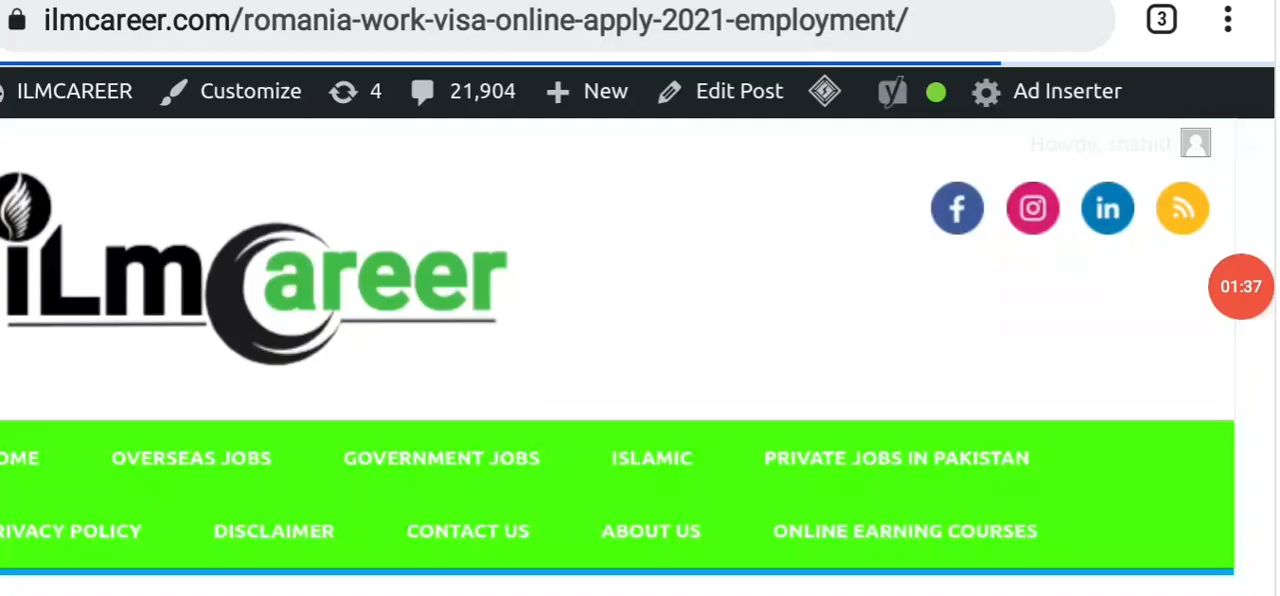 ilmcareer.com/romania-work-visa-online-apply-2021-employment/ 3
ILMCAREER Customize 4 21,904 + New Edit Post Ad Inserter
Howdy, shahid
iLmCareer
01:37
OME OVERSEAS JOBS GOVERNMENT JOBS ISLAMIC PRIVATE JOBS IN PAKISTAN
RIVACY POLICY DISCLAIMER CONTACT US ABOUT US ONLINE EARNING COURSES